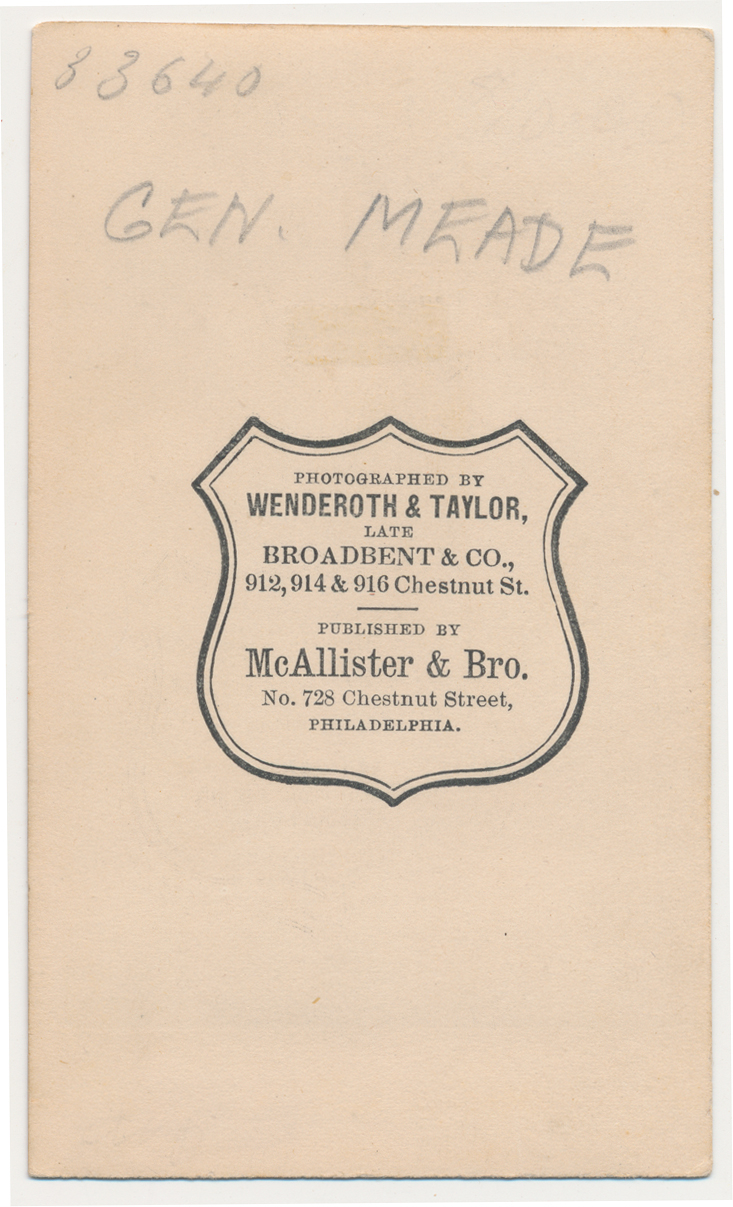 33640
GEN. MEADE
PHOTOGRAPHED BY
WENDEROTH & TAYLOR,
LATE
BROADBENT & CO.,
912, 914 & 916 Chestnut St.
PUBLISHED BY
McAllister & Bro.
No. 728 Chestnut Street,
PHILADELPHIA.